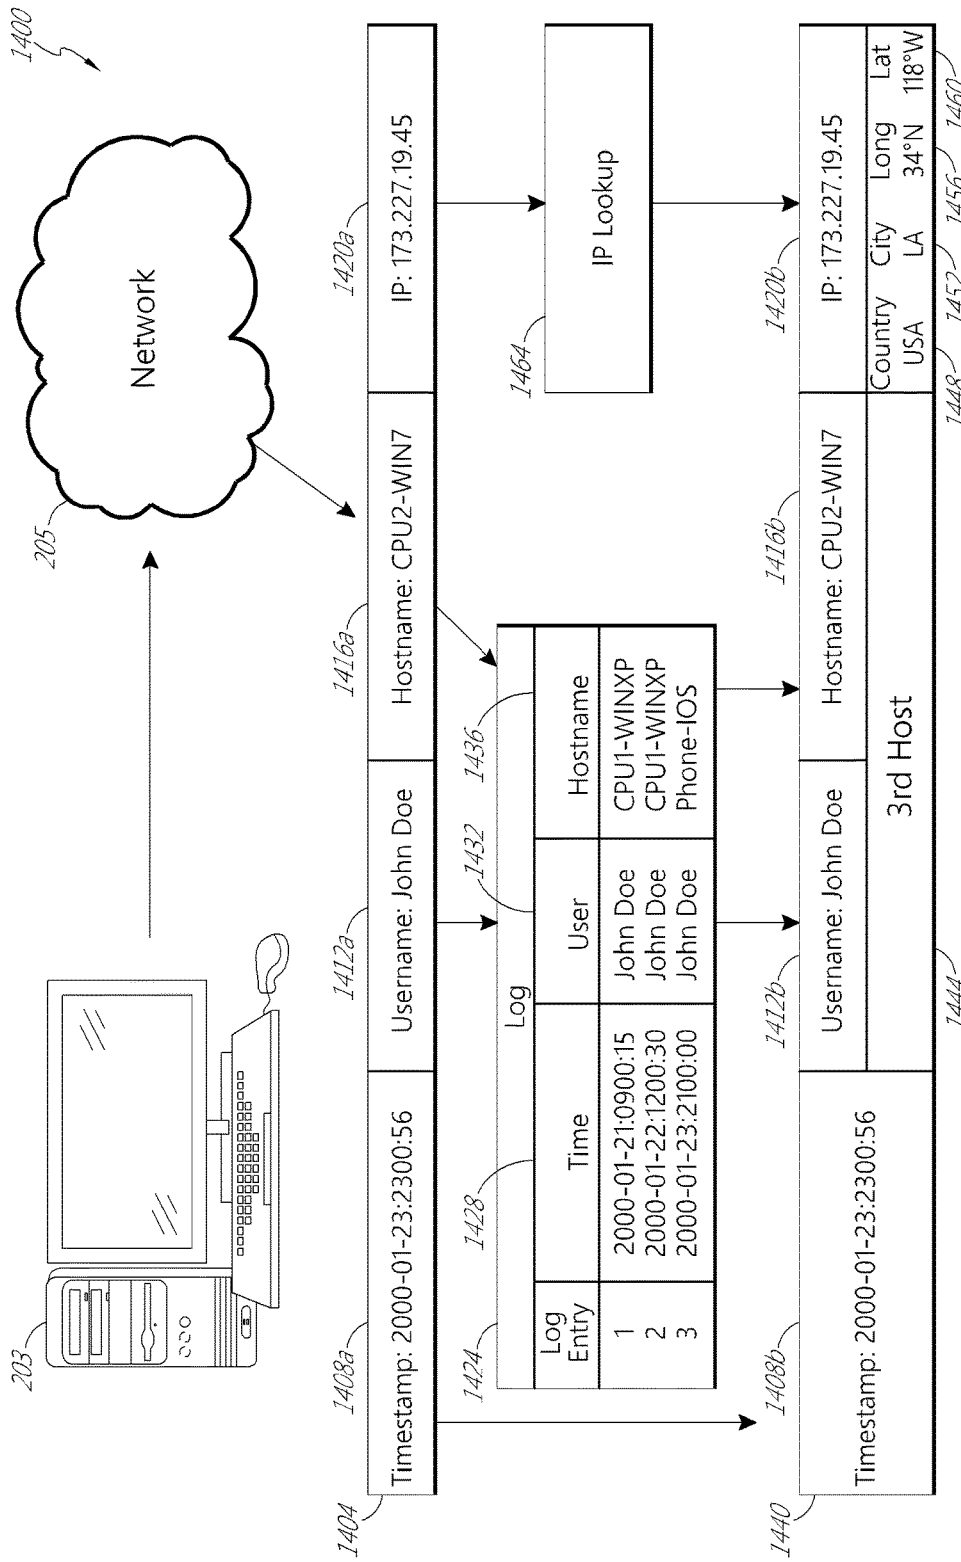 1400
203
205
Network
1404
1408a
1412a
1416a
1420a
Timestamp: 2000-01-23:2300:56
Username: John Doe
Hostname: CPU2-WIN7
IP: 173.227.19.45
1424
1428
1432
1436
1464
Log
Log Entry
Time
User
Hostname
1
2000-01-21:0900:15
John Doe
CPU1-WINXP
2
2000-01-22:1200:30
John Doe
CPU1-WINXP
3
2000-01-23:2100:00
John Doe
Phone-IOS
IP Lookup
1440
1408b
1412b
1416b
1420b
Timestamp: 2000-01-23:2300:56
Username: John Doe
Hostname: CPU2-WIN7
IP: 173.227.19.45
3rd Host
Country City Long Lat
USA LA 34°N 118°W
1444
1448
1452
1456
1460